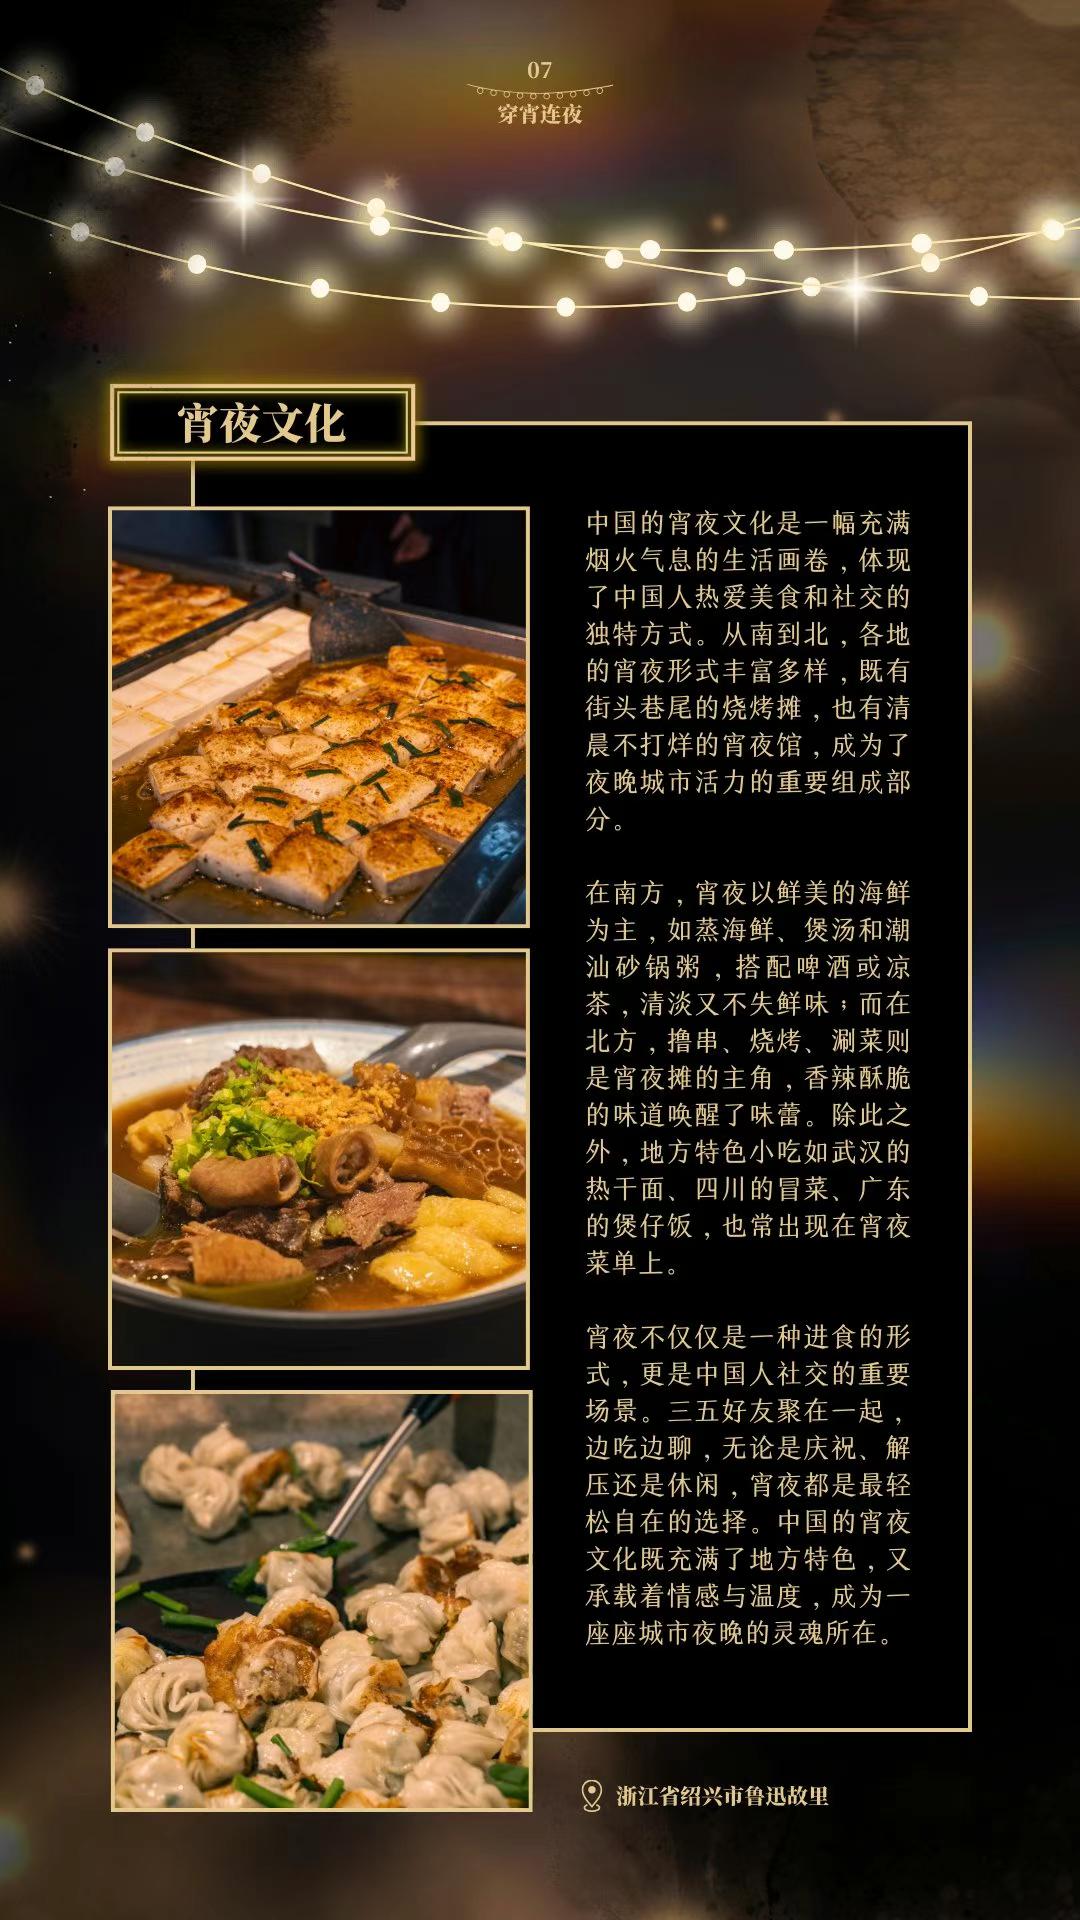 07
穿宵连夜
宵夜文化
中国的宵夜文化是一幅充满
烟火气息的生活画卷，体现
了中国人热爱美食和社交的
独特方式。从南到北，各地
的宵夜形式丰富多样，既有
街头巷尾的烧烤摊，也有清
晨不打烊的宵夜馆，成为了
夜晚城市活力的重要组成部
分。
在南方，宵夜以鲜美的海鲜
为主，如蒸海鲜、煲汤和潮
汕砂锅粥，搭配啤酒或凉
茶，清淡又不失鲜味；而在
北方，撸串、烧烤、涮菜则
是宵夜摊的主角，香辣酥脆
的味道唤醒了味蕾。除此之
外，地方特色小吃如武汉的
热干面、四川的冒菜、广东
的煲仔饭，也常出现在宵夜
菜单上。
宵夜不仅仅是一种进食的形
式，更是中国人社交的重要
场景。三五好友聚在一起，
边吃边聊，无论是庆祝、解
压还是休闲，宵夜都是最轻
松自在的选择。中国的宵夜
文化既充满了地方特色，又
承载着情感与温度，成为一
座座城市夜晚的灵魂所在。
浙江省绍兴市鲁迅故里